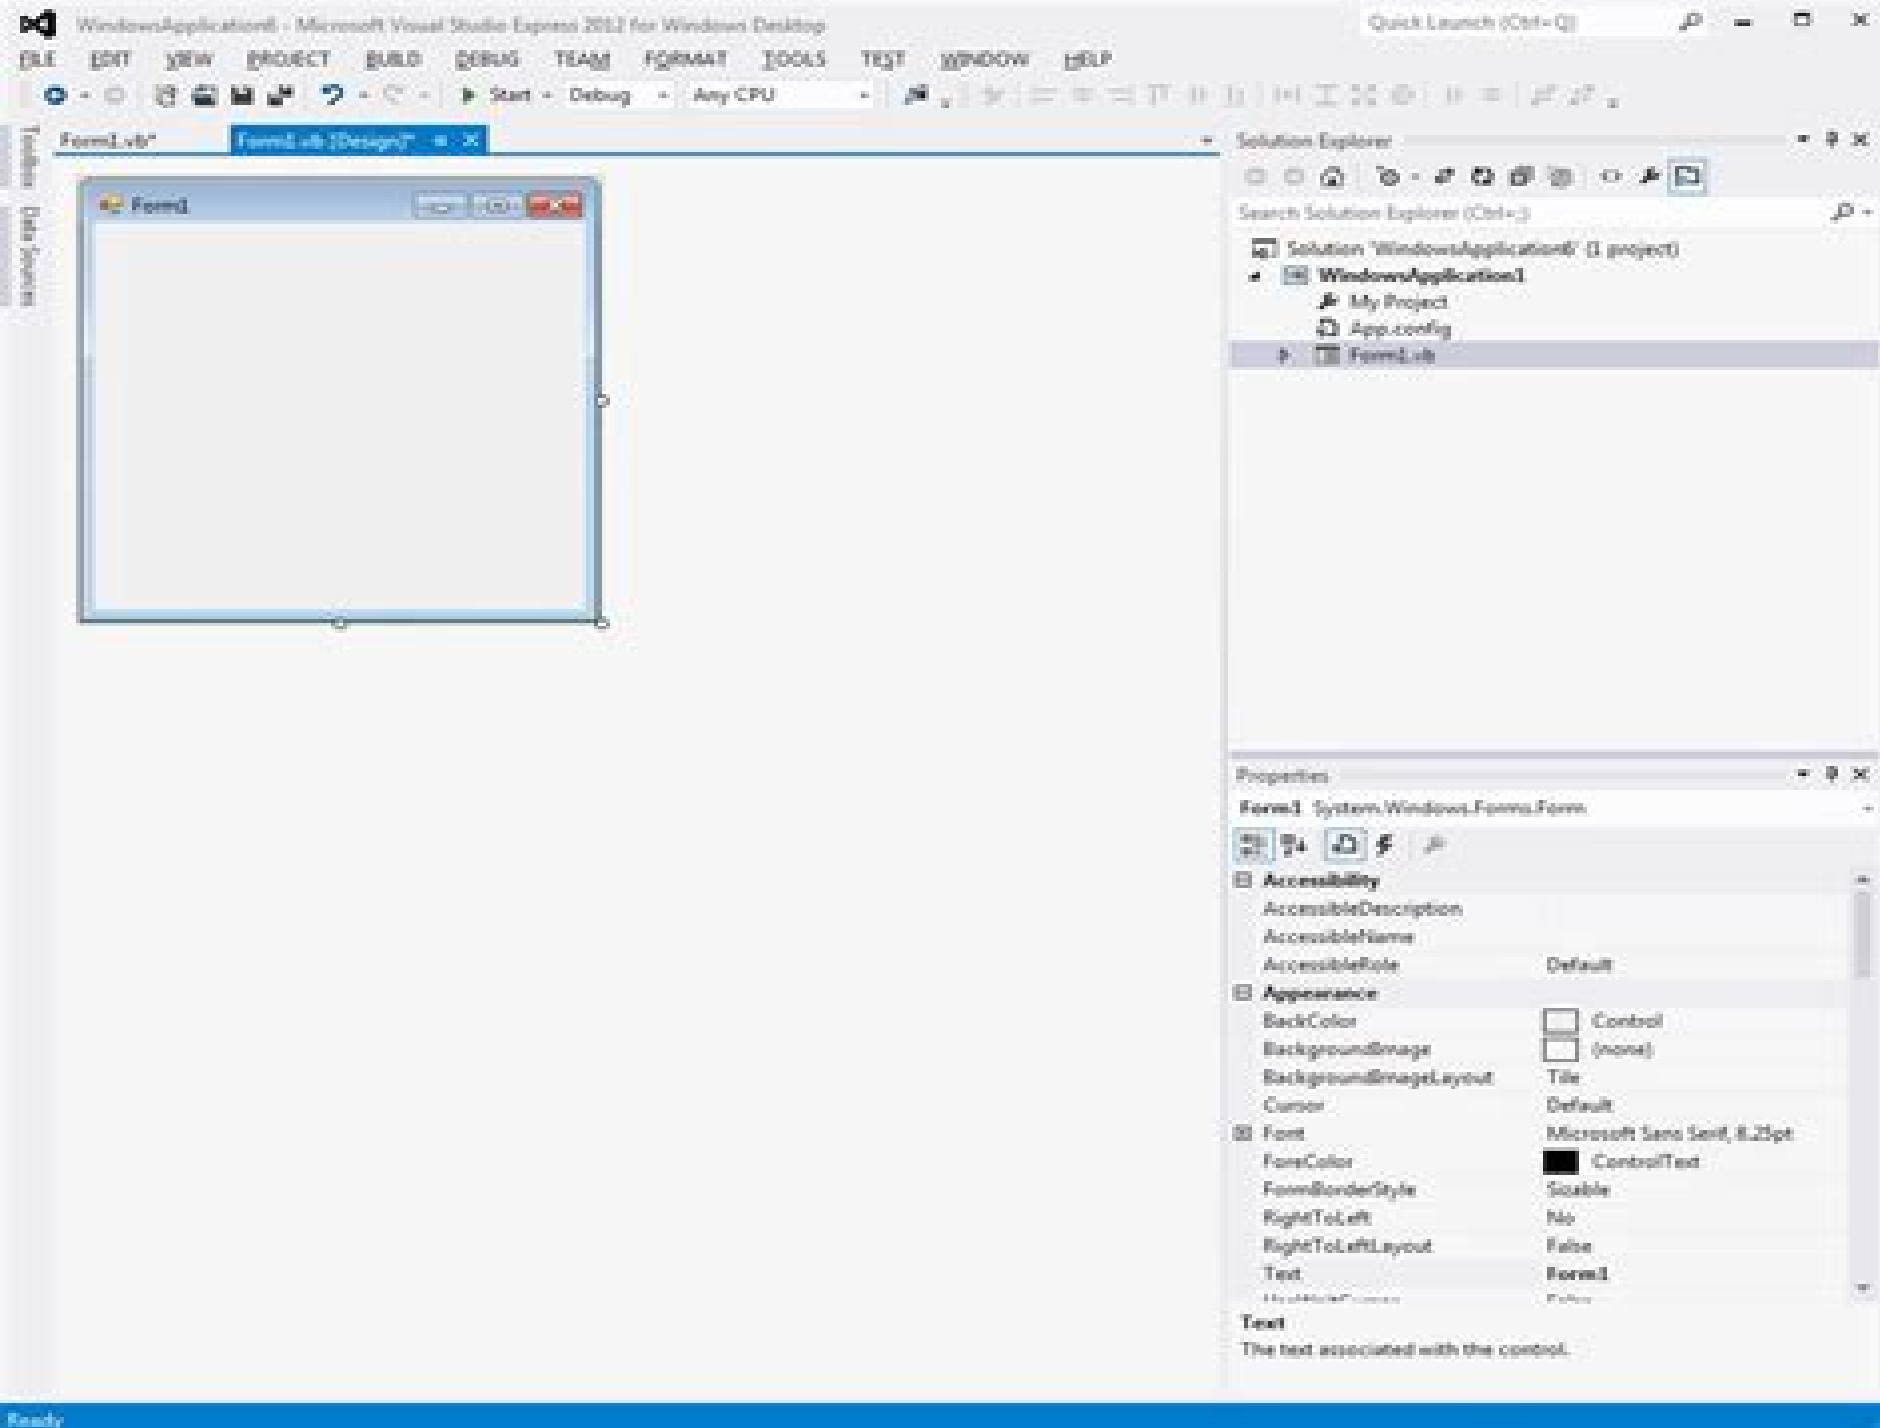 WindowsApplication6 - Microsoft Visual Studio Express 2012 for Windows Desktop
Quick Launch (Ctrl+Q)
FILE EDIT VIEW PROJECT BUILD DEBUG TEAM FORMAT TOOLS TEST WINDOW HELP
Start Debug Any CPU
Toolbox
Data Sources
Form1.vb* Form1.vb [Design]*
Form1
Solution Explorer
Search Solution Explorer (Ctrl+;)
Solution 'WindowsApplication6' (1 project)
WindowsApplication1
My Project
App.config
Form1.vb
Properties
Form1 System.Windows.Forms.Form
Accessibility
AccessibleDescription
AccessibleName
AccessibleRole Default
Appearance
BackColor Control
BackgroundImage (none)
BackgroundImageLayout Tile
Cursor Default
Font Microsoft Sans Serif, 8.25pt
ForeColor ControlText
FormBorderStyle Sizable
RightToLeft No
RightToLeftLayout False
Text Form1
Text
The text associated with the control.
Ready